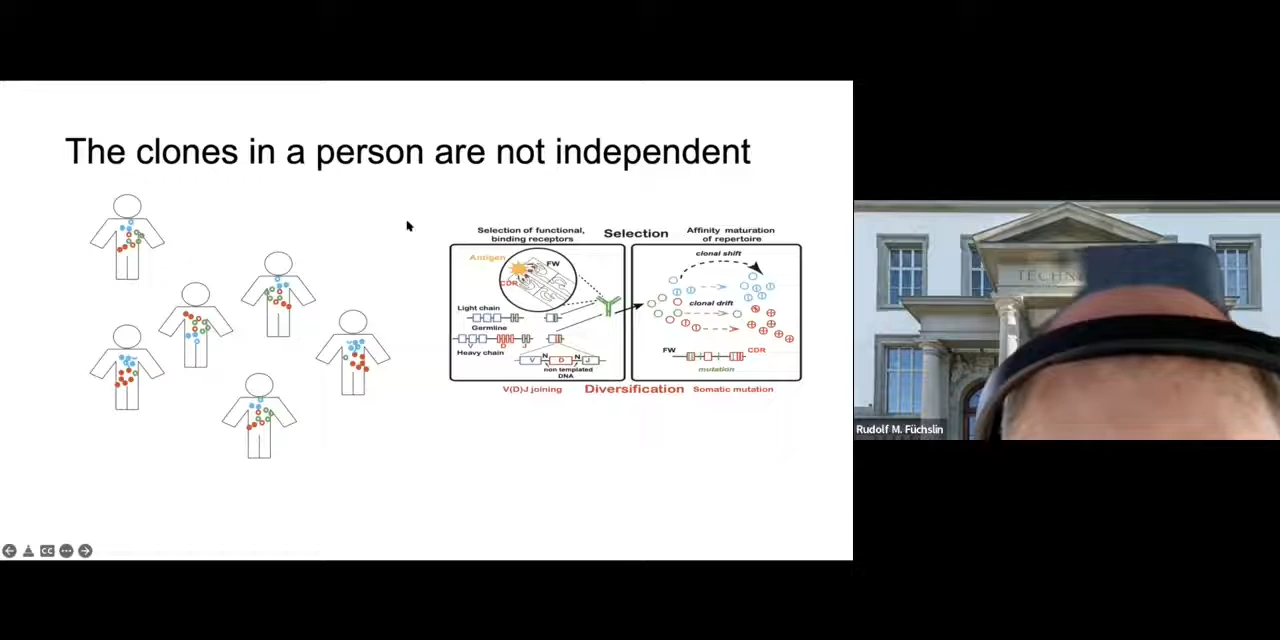 The clones in a person are not independent
Selection of functional,
binding receptors
Selection
Affinity maturation
of repertoire
Antigen
FW
CDR
Light chain
Germline
Heavy chain
V
D
J
V
N
D
N
J
non templated
DNA
clonal shift
clonal drift
FW
CDR
mutation
V(D)J joining
Diversification
Somatic mutation
CC
TECHN
Rudolf M. Füchslin